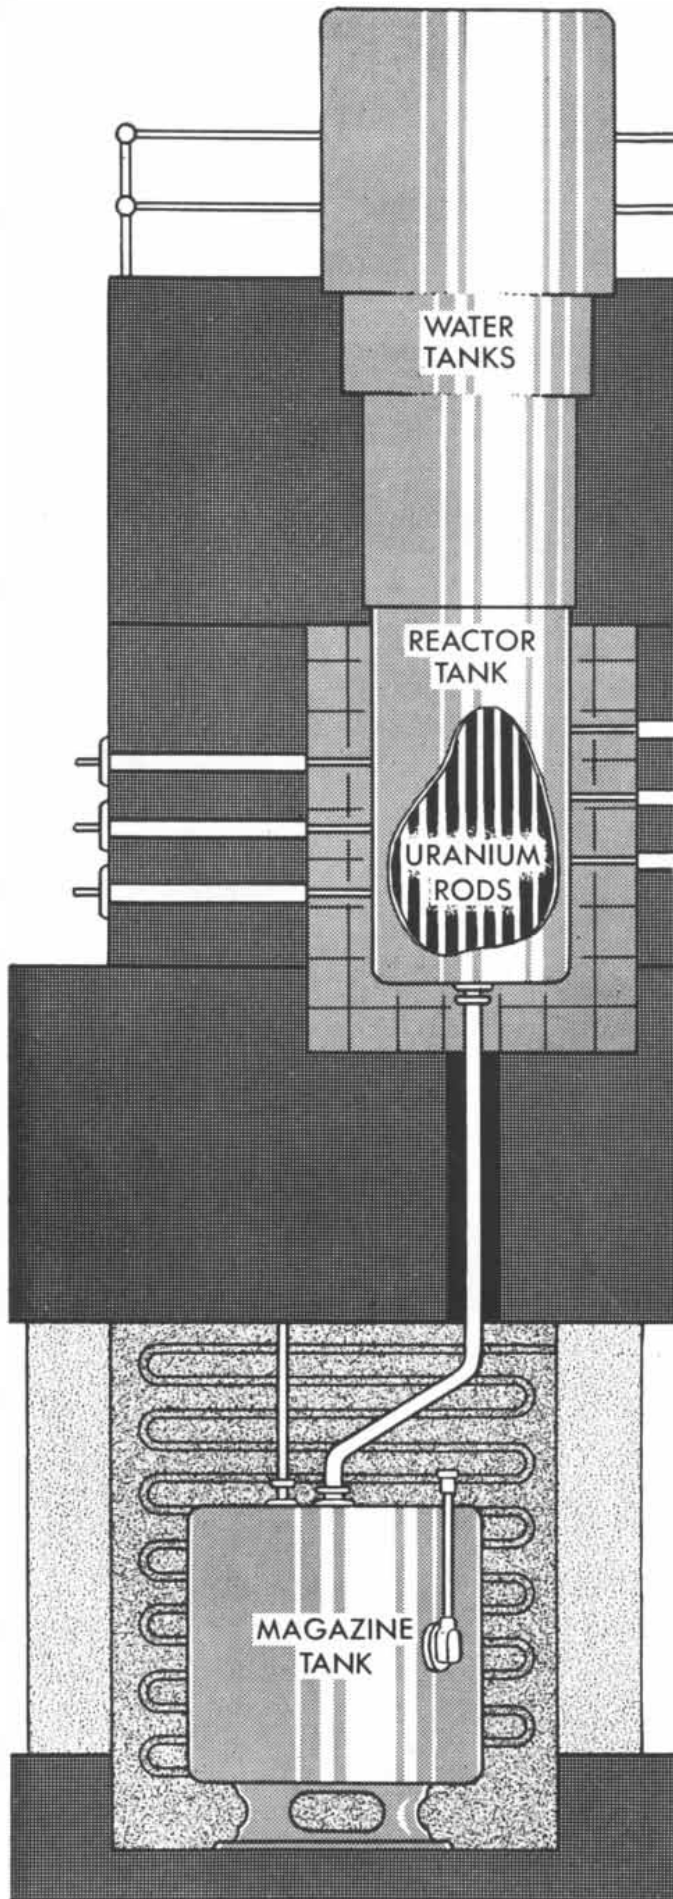 WATER
TANKS
REACTOR
TANK
URANIUM
RODS
MAGAZINE
TANK